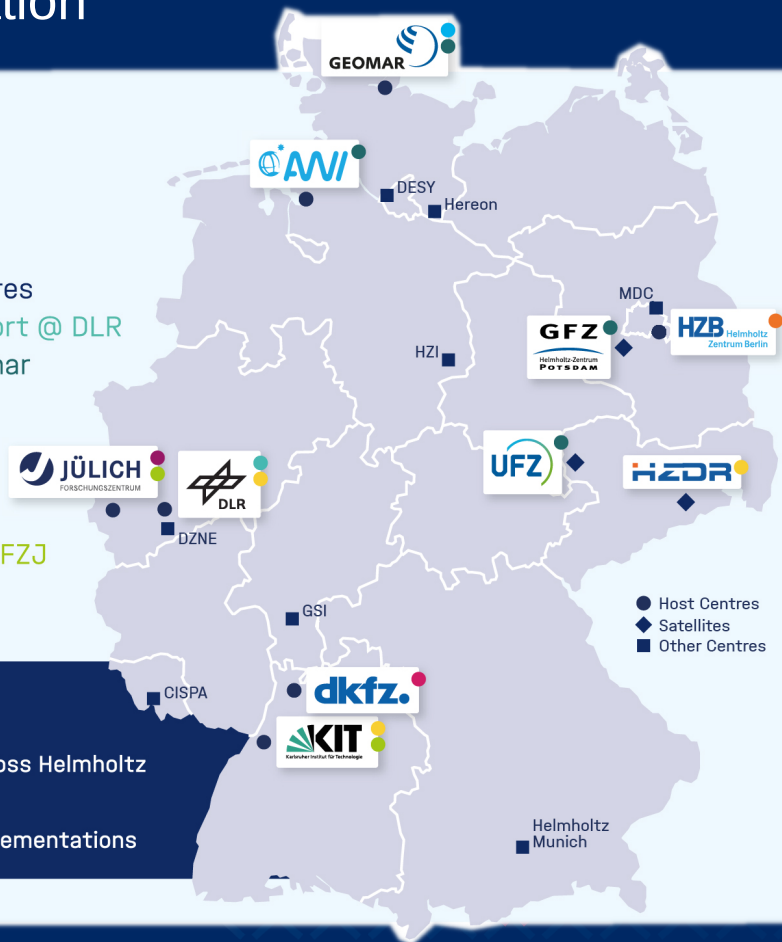 GEOMAR
AWI
DESY
Hereon
res
ort @ DLR
mar
MDC
GFZ
Helmholtz-Zentrum
POTSDAM
HZB Helmholtz
Zentrum Berlin
HZI
JÜLICH
FORSCHUNGSZENTRUM
DLR
UFZ
HZDR
DZNE
FZJ
GSI
Host Centres
Satellites
Other Centres
CISPA
dkfz.
KIT
Karlsruher Institut für Technologie
oss Helmholtz
ementations
Helmholtz
Munich